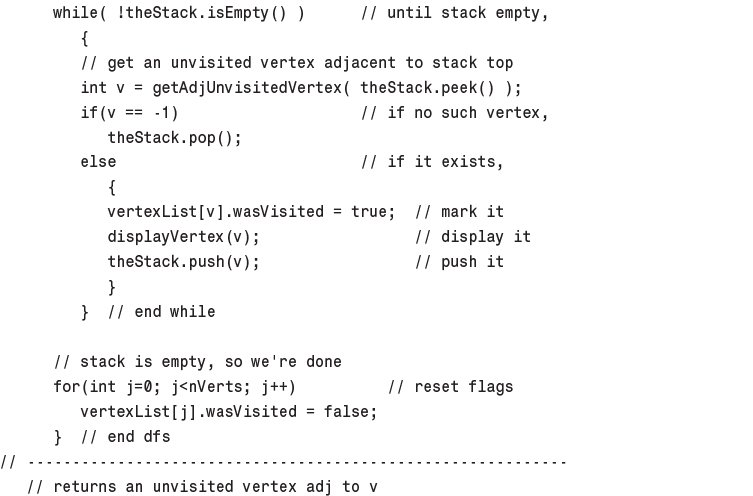 while( !theStack.isEmpty() )      // until stack empty,
{
// get an unvisited vertex adjacent to stack top
int v = getAdjUnvisitedVertex( theStack.peek() );
if(v == -1)                    // if no such vertex,
theStack.pop();
else                           // if it exists,
{
vertexList[v].wasVisited = true;  // mark it
displayVertex(v);                 // display it
theStack.push(v);                 // push it
}
}  // end while
// stack is empty, so we're done
for(int j=0; j<nVerts; j++)          // reset flags
vertexList[j].wasVisited = false;
}  // end dfs
// ------------------------------------------------------------
// returns an unvisited vertex adj to v